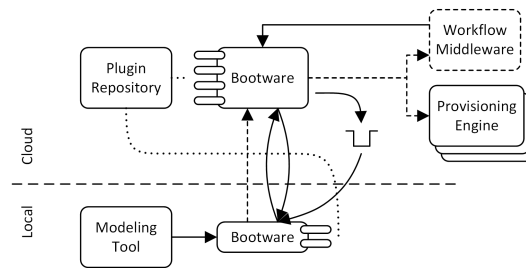 Workflow
Middleware
Plugin
Repository
Bootware
Provisioning
Engine
Cloud
Local
Modeling
Tool
Bootware